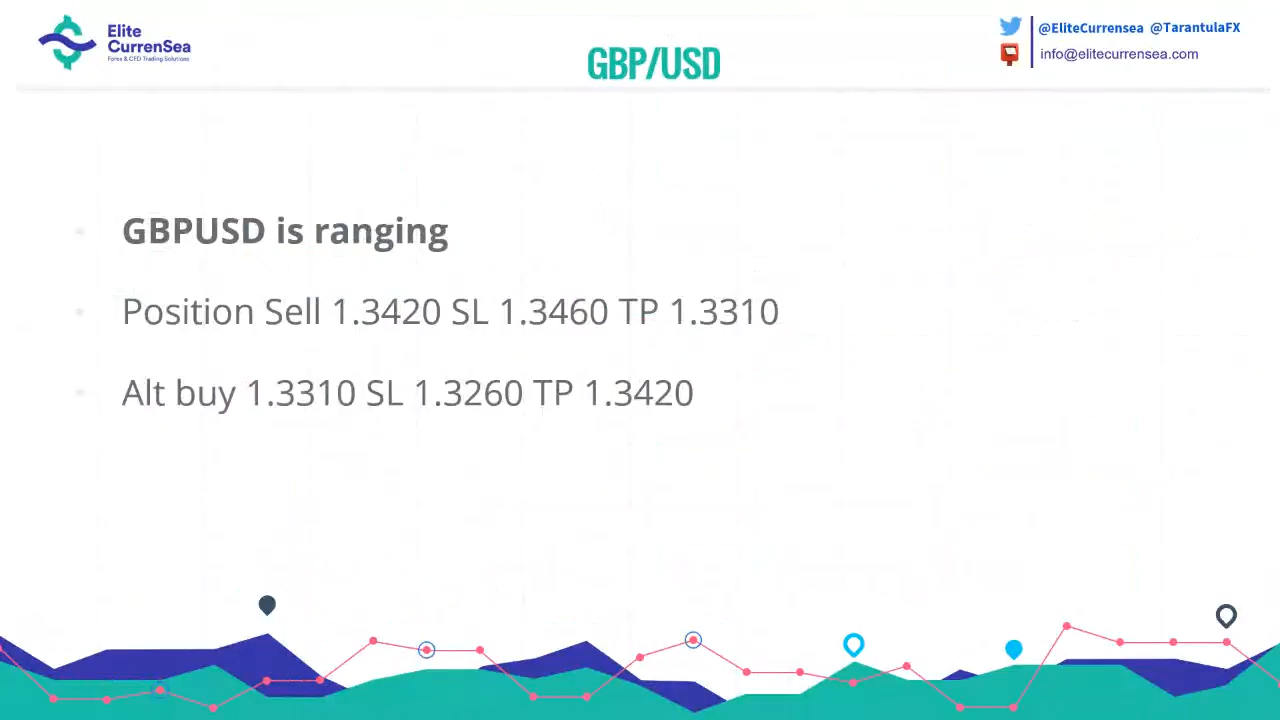 Elite
CurrenSea
Forex & CFD Trading Solutions
GBP/USD
@EliteCurrensea @TarantulaFX
info@elitecurrensea.com
GBPUSD is ranging
Position Sell 1.3420 SL 1.3460 TP 1.3310
Alt buy 1.3310 SL 1.3260 TP 1.3420